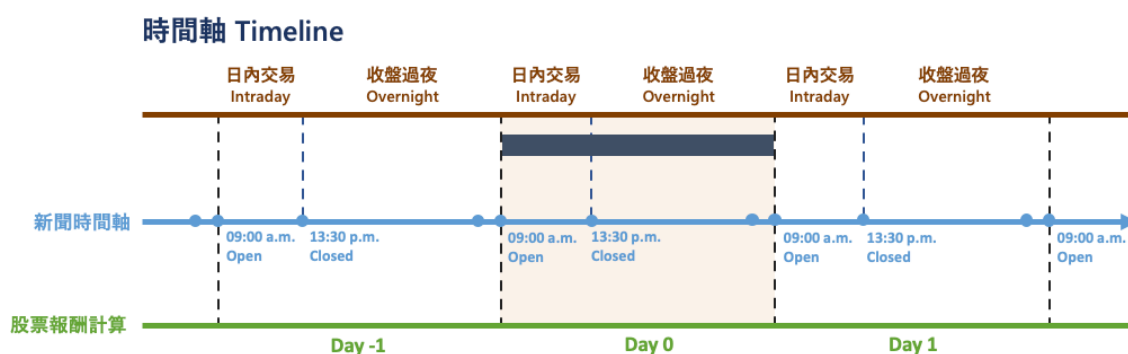 時間軸 Timeline
日內交易 收盤過夜 日內交易 收盤過夜 日內交易 收盤過夜
Intraday Overnight Intraday Overnight Intraday Overnight
新聞時間軸
09:00 a.m. 13:30 p.m. 09:00 a.m. 13:30 p.m. 09:00 a.m. 13:30 p.m. 09:00 a.m.
Open Closed Open Closed Open Closed Open
股票報酬計算
Day -1 Day 0 Day 1